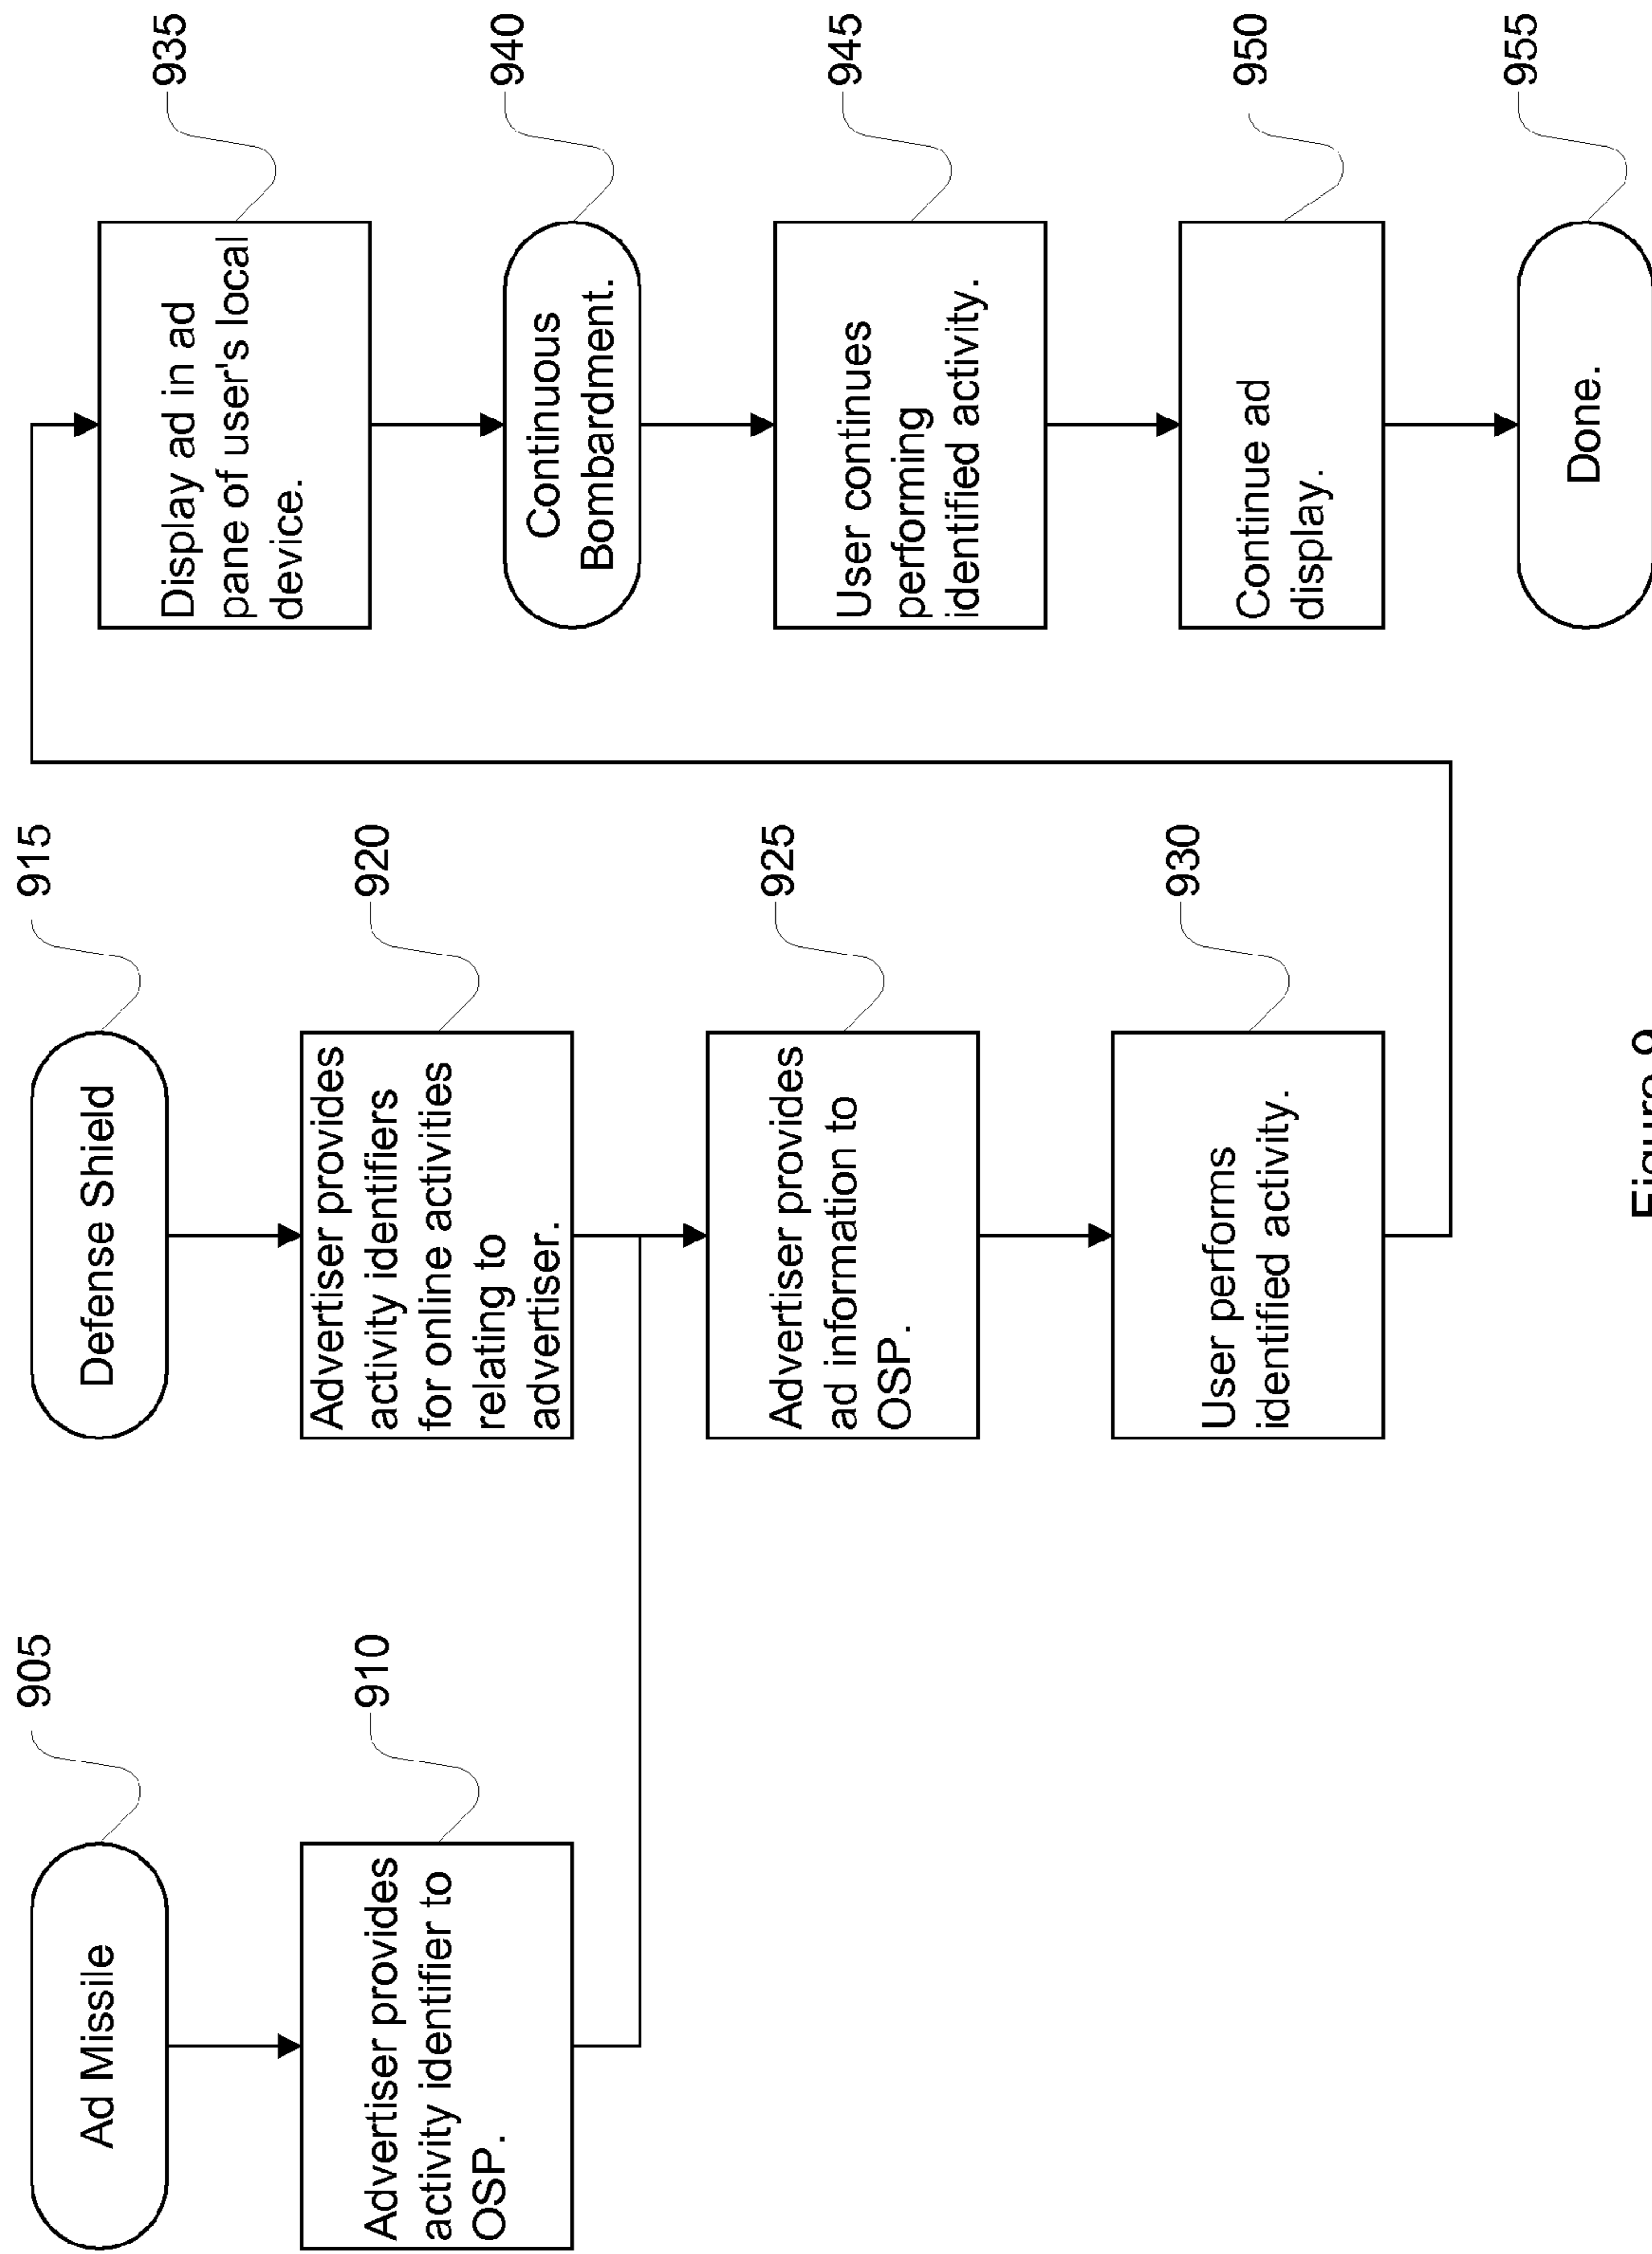 905
Ad Missile
910
Advertiser provides
activity identifier to
OSP.
915
Defense Shield
920
Advertiser provides
activity identifiers
for online activities
relating to
advertiser.
925
Advertiser provides
ad information to
OSP.
930
User performs
identified activity.
935
Display ad in ad
pane of user's local
device.
940
Continuous
Bombardment.
945
User continues
performing
identified activity.
950
Continue ad
display.
955
Done.
Figure 9